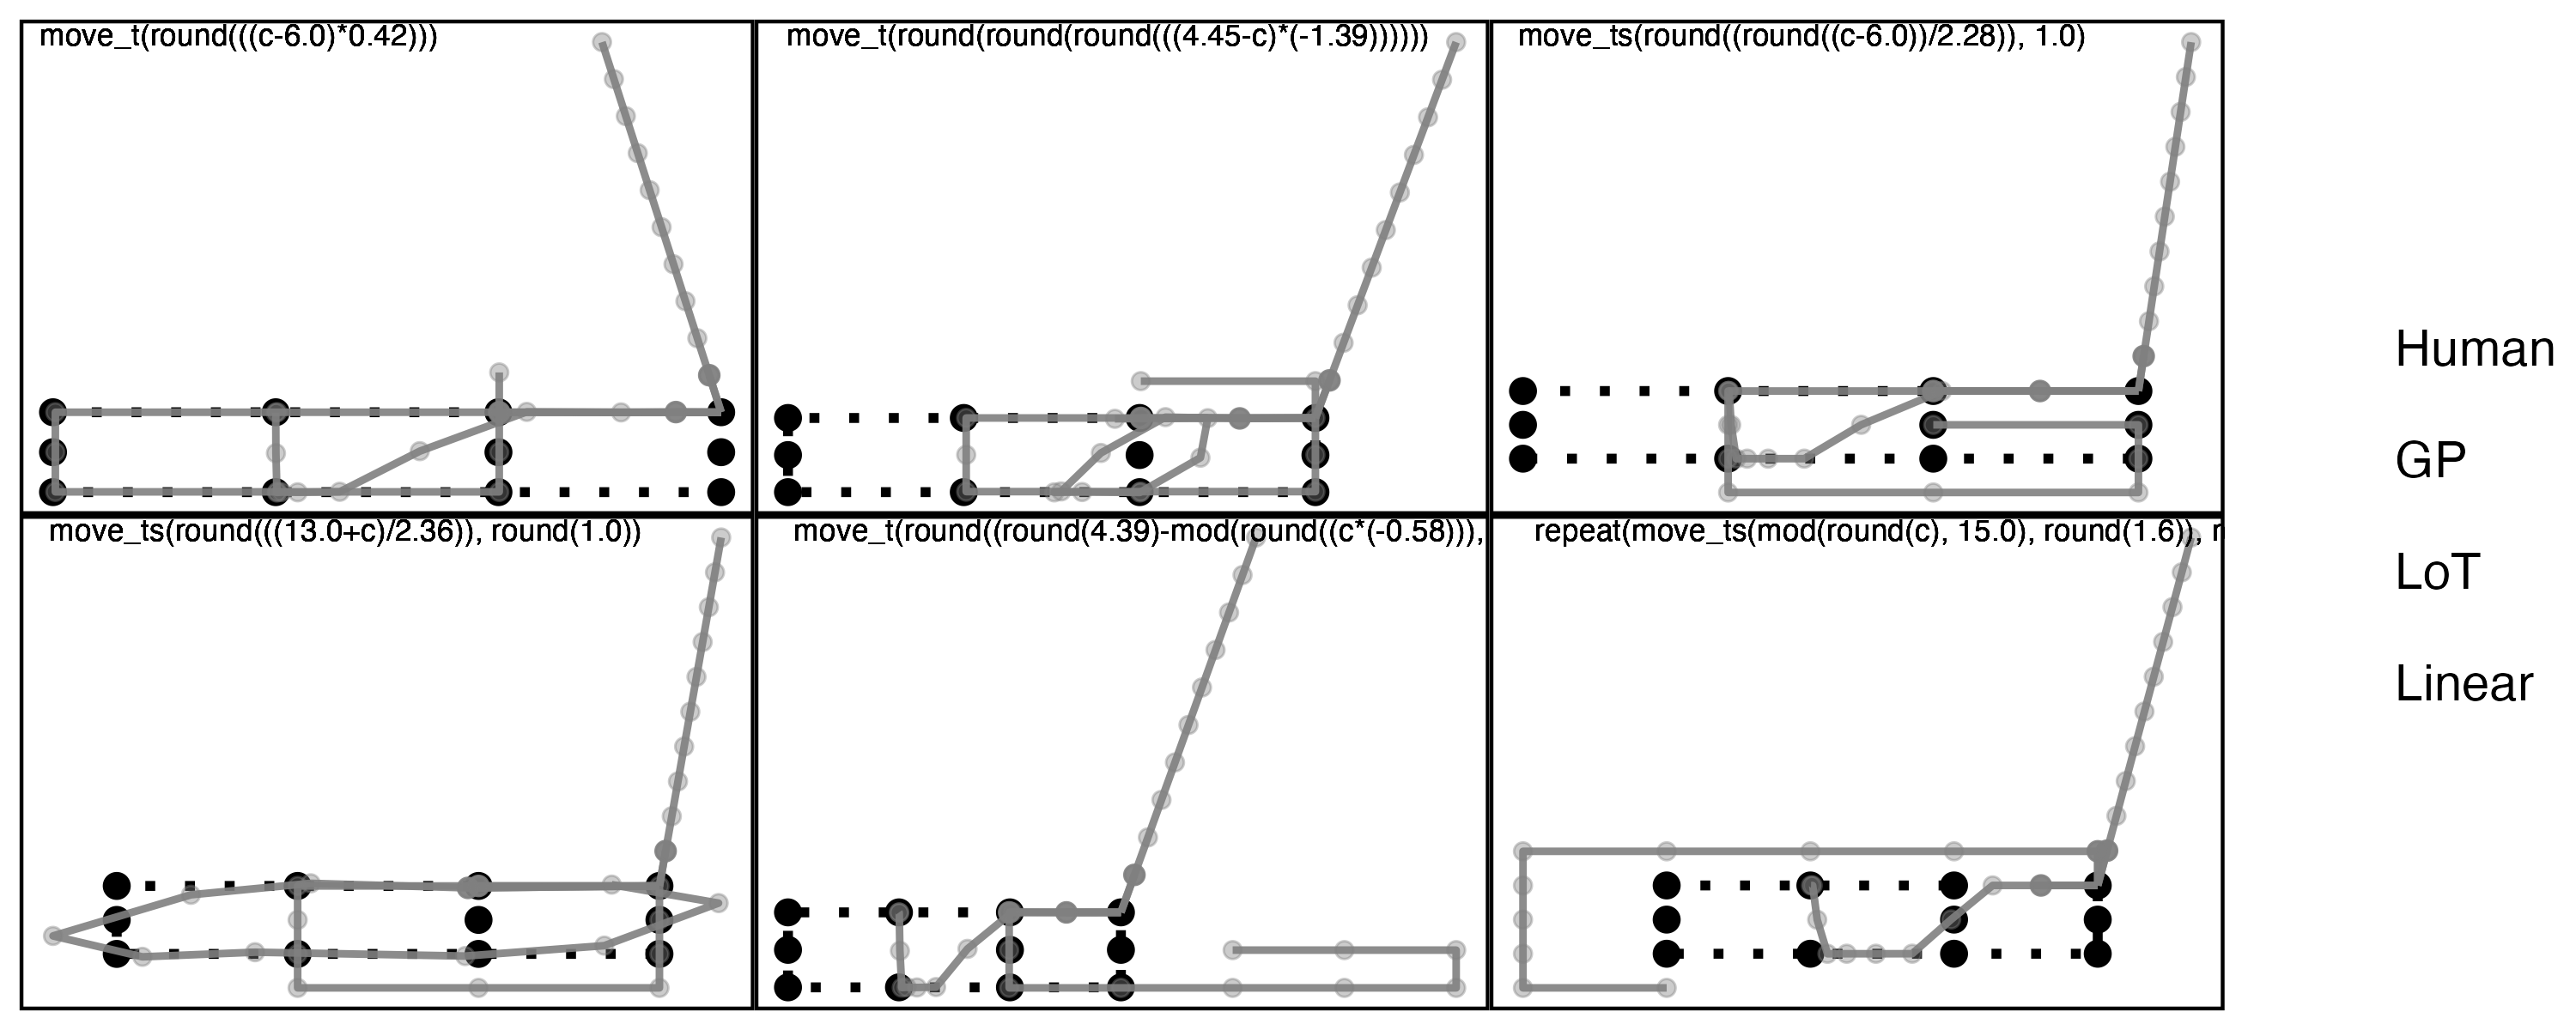 move_t(round(((c-6.0)*0.42)))
move_t(round(round(round(((4.45-c)*(-1.39))))))
move_ts(round((round((c-6.0))/2.28)), 1.0)
move_ts(round(((13.0+c)/2.36)), round(1.0))
move_t(round((round(4.39)-mod(round((c*(-0.58))),
repeat(move_ts(mod(round(c), 15.0), round(1.6)), r
Human
GP
LoT
Linear